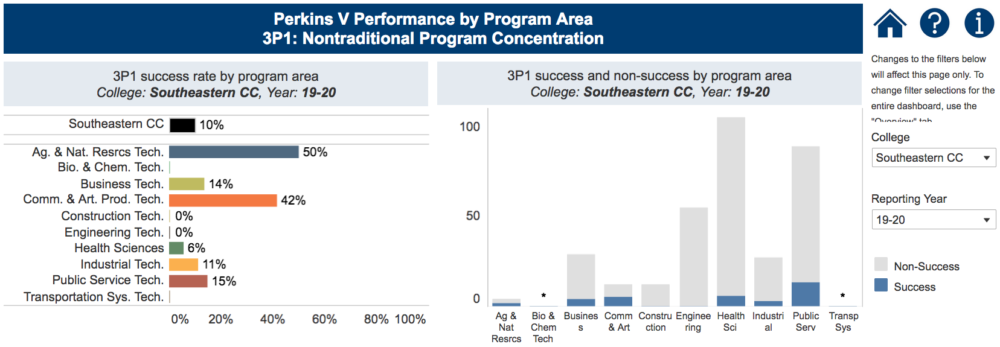 Perkins V Performance by Program Area
3P1: Nontraditional Program Concentration
3P1 success rate by program area
College: Southeastern CC, Year: 19-20
Southeastern CC 10%
Ag. & Nat. Resrcs Tech. 50%
Bio. & Chem. Tech.
Business Tech. 14%
Comm. & Art. Prod. Tech. 42%
Construction Tech. 0%
Engineering Tech. 0%
Health Sciences 6%
Industrial Tech. 11%
Public Service Tech. 15%
Transportation Sys. Tech.
0% 20% 40% 60% 80% 100%
3P1 success and non-success by program area
College: Southeastern CC, Year: 19-20
100
50
0
* *
Ag & Bio & Busines Comm Constru Enginee Health Industri Public Transp
Nat Chem s & Art ction ring Sci al Serv Sys
Resrcs Tech
?
i
Changes to the filters below
will affect this page only. To
change filter selections for the
entire dashboard, use the
"Overview" tab
College
Southeastern CC
Reporting Year
19-20
Non-Success
Success